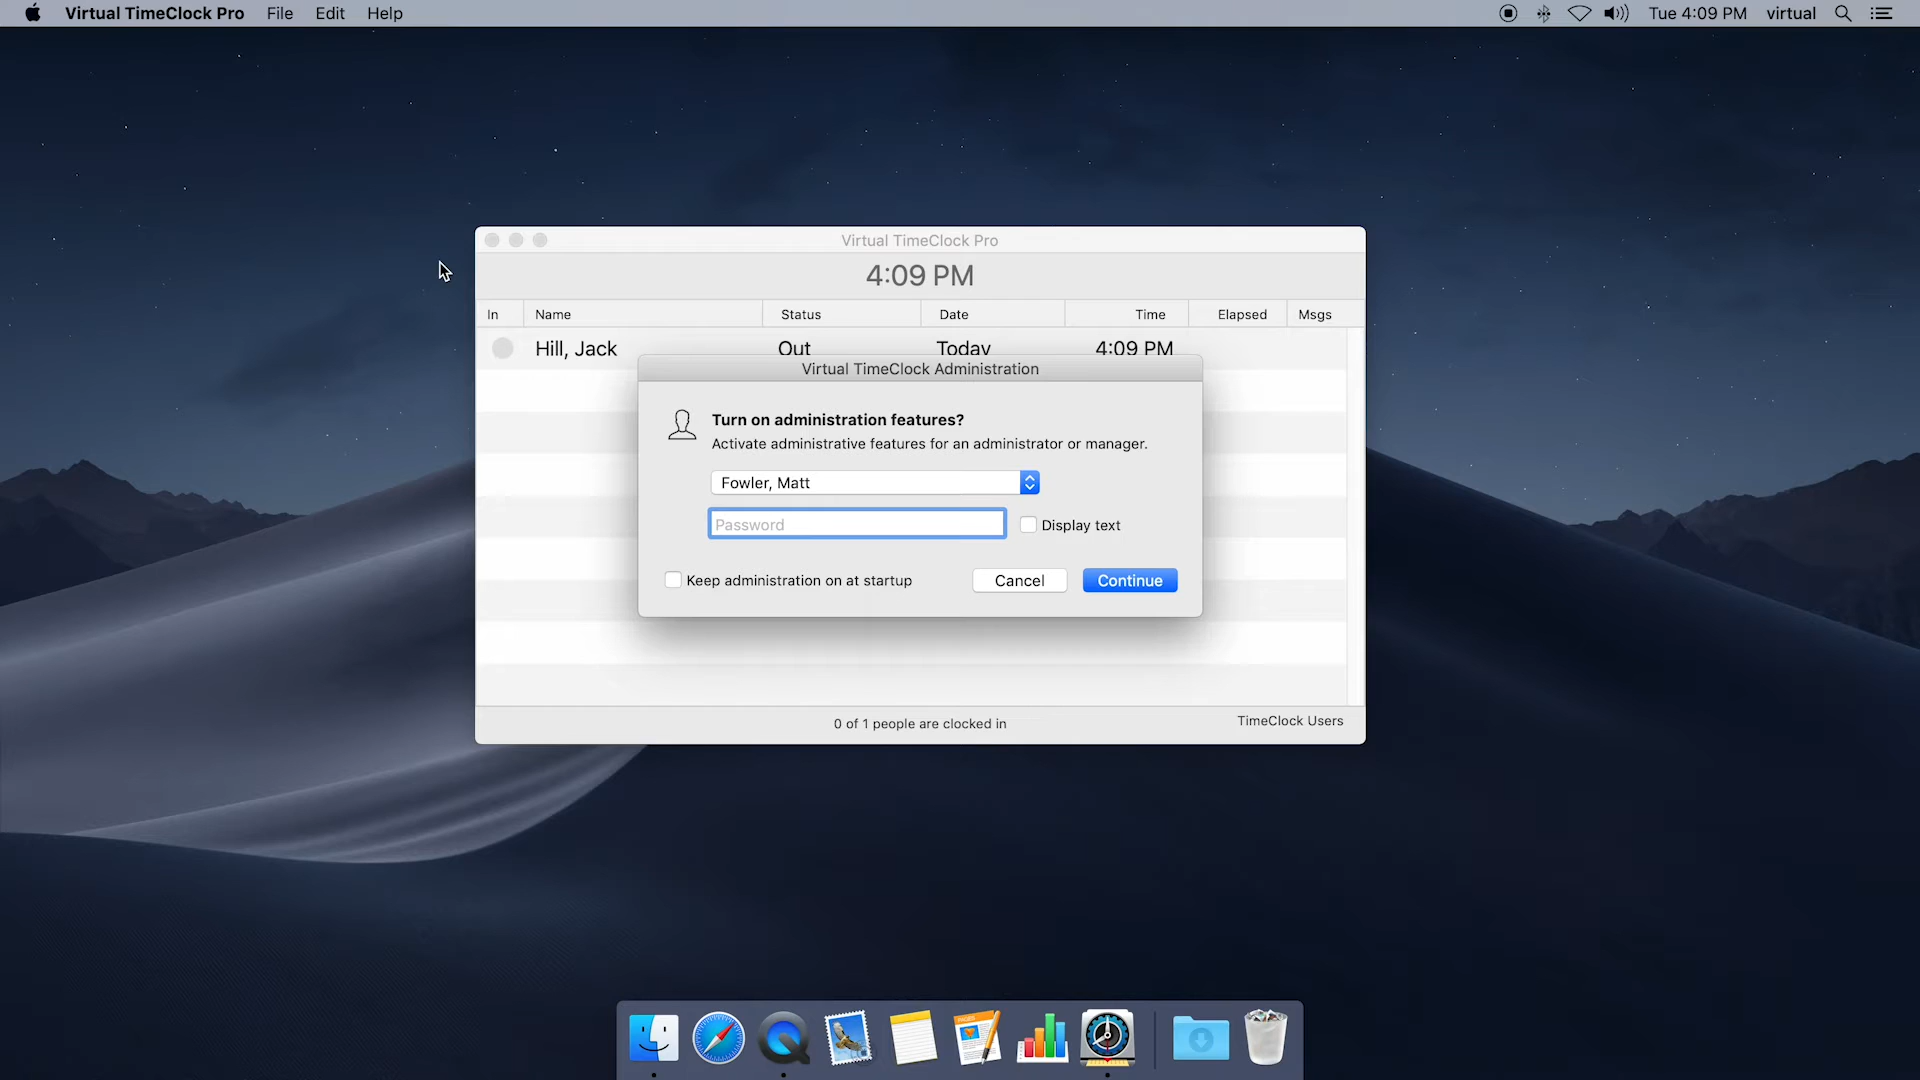 Virtual TimeClock Pro File Edit Help Tue 4:09 PM virtual
Virtual TimeClock Pro
4:09 PM
In Name Status Date Time Elapsed Msgs
Hill, Jack Out Today 4:09 PM
Virtual TimeClock Administration
Turn on administration features?
Activate administrative features for an administrator or manager.
Fowler, Matt
Password Display text
Keep administration on at startup Cancel Continue
0 of 1 people are clocked in TimeClock Users
PAGES